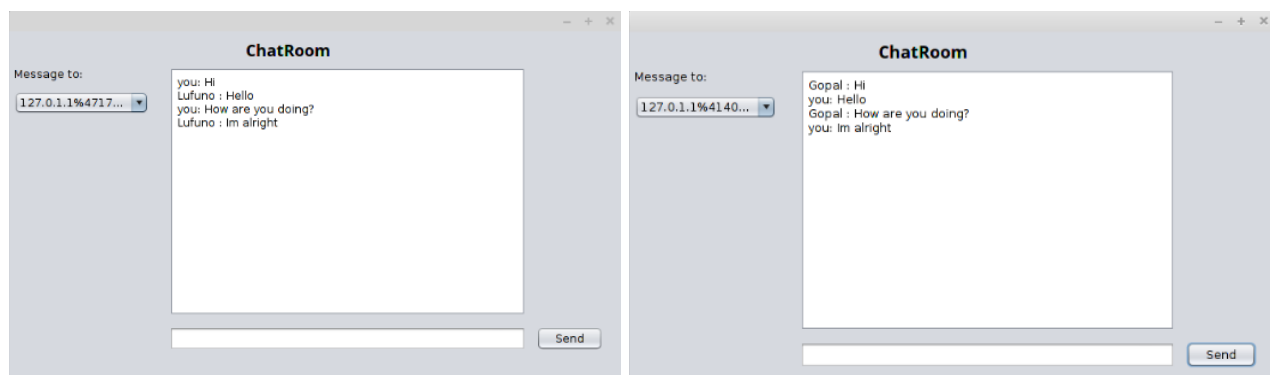 ChatRoom
Message to:
127.0.1.1%4717...
you: Hi
Lufuno : Hello
you: How are you doing?
Lufuno : Im alright
Send
ChatRoom
Message to:
127.0.1.1%4140...
Gopal : Hi
you: Hello
Gopal : How are you doing?
you: Im alright
Send